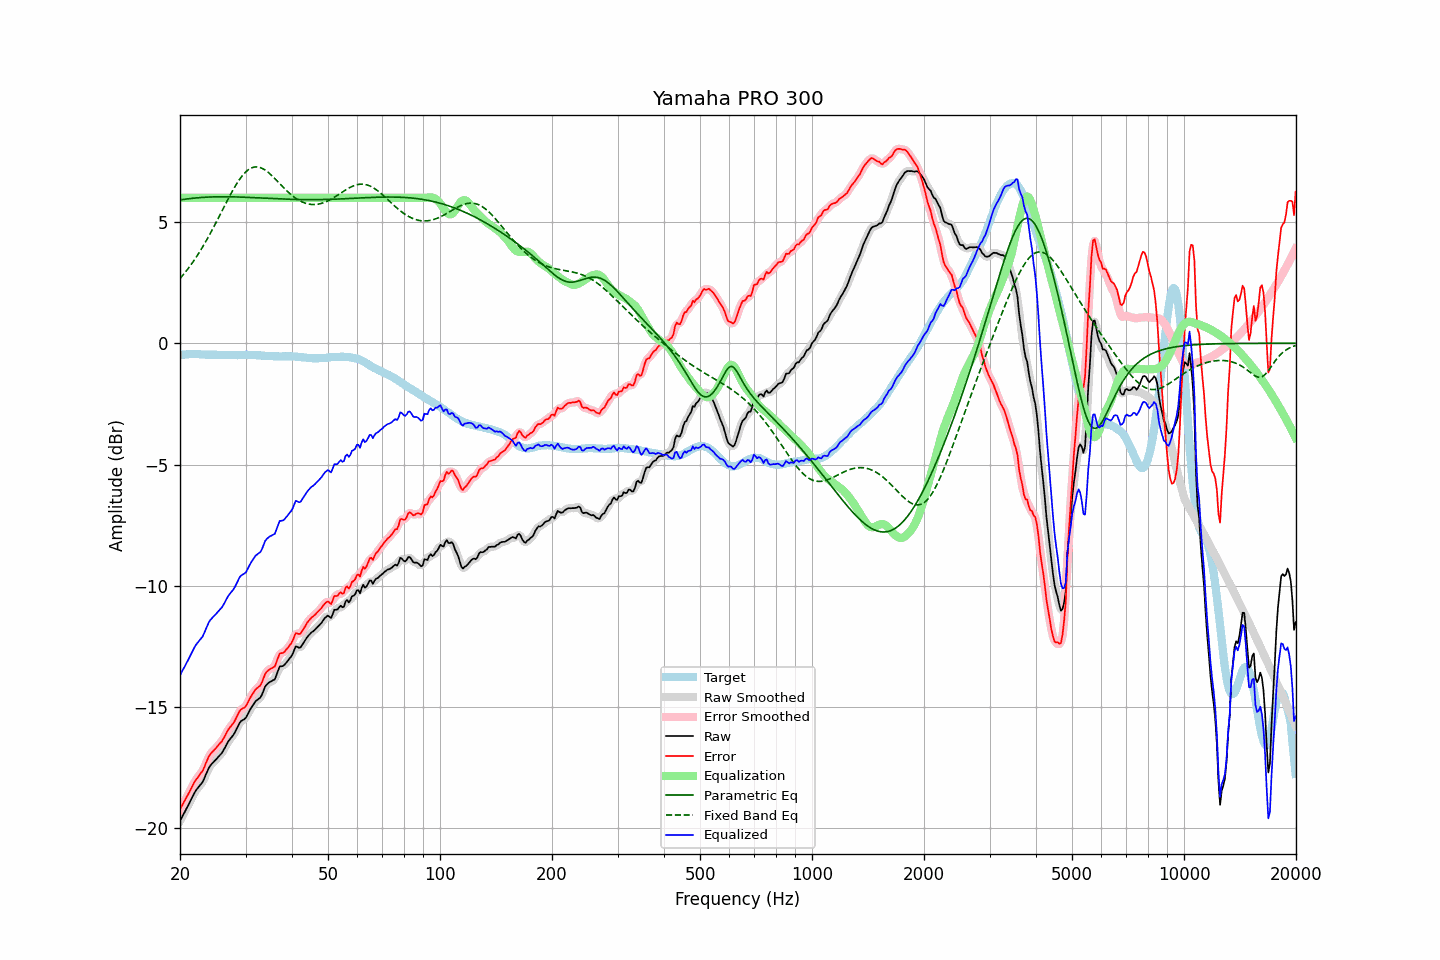 Yamaha PRO 300
Amplitude (dBr)
5
0
−5
−10
−15
−20
Target
Raw Smoothed
Error Smoothed
Raw
Error
Equalization
Parametric Eq
Fixed Band Eq
Equalized
20 50 100 200 500 1000 2000 5000 10000 20000
Frequency (Hz)